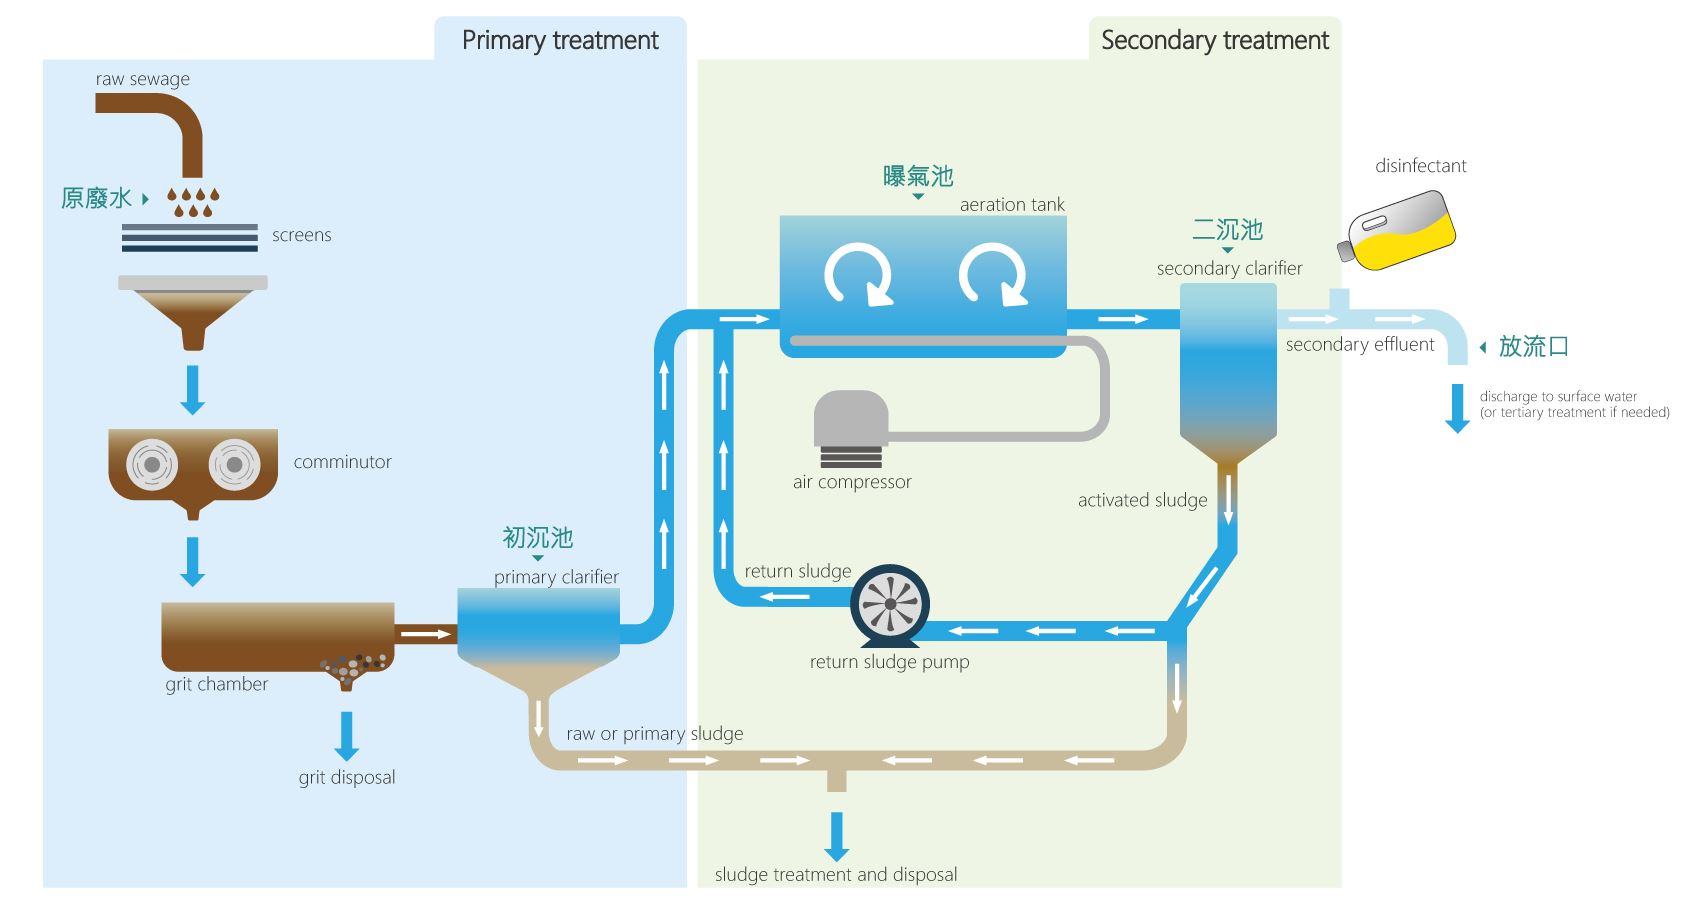 Primary treatment
Secondary treatment
raw sewage
原廢水
screens
comminutor
grit chamber
grit disposal
初沉池
primary clarifier
raw or primary sludge
曝氣池
aeration tank
air compressor
return sludge
return sludge pump
二沉池
secondary clarifier
activated sludge
sludge treatment and disposal
disinfectant
secondary effluent
放流口
discharge to surface water
(or tertiary treatment if needed)